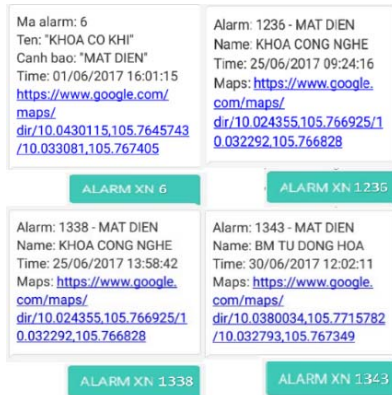 Ma alarm: 6
Ten: "KHOA CO KHI"
Canh bao: "MAT DIEN"
Time: 01/06/2017 16:01:15
https://www.google.com/
maps/
dir/10.0430115,105.7645743
/10.033081,105.767405
ALARM XN 6
Alarm: 1236 - MAT DIEN
Name: KHOA CONG NGHE
Time: 25/06/2017 09:24:16
Maps: https://www.google.
com/maps/
dir/10.024355,105.766925/1
0.032292,105.766828
ALARM XN 1236
Alarm: 1338 - MAT DIEN
Name: KHOA CONG NGHE
Time: 25/06/2017 13:58:42
Maps: https://www.google.
com/maps/
dir/10.024355,105.766925/1
0.032292,105.766828
ALARM XN 1338
Alarm: 1343 - MAT DIEN
Name: BM TU DONG HOA
Time: 30/06/2017 12:02:11
Maps: https://www.google.
com/maps/
dir/10.0380034,105.7715782
/10.032793,105.767349
ALARM XN 1343